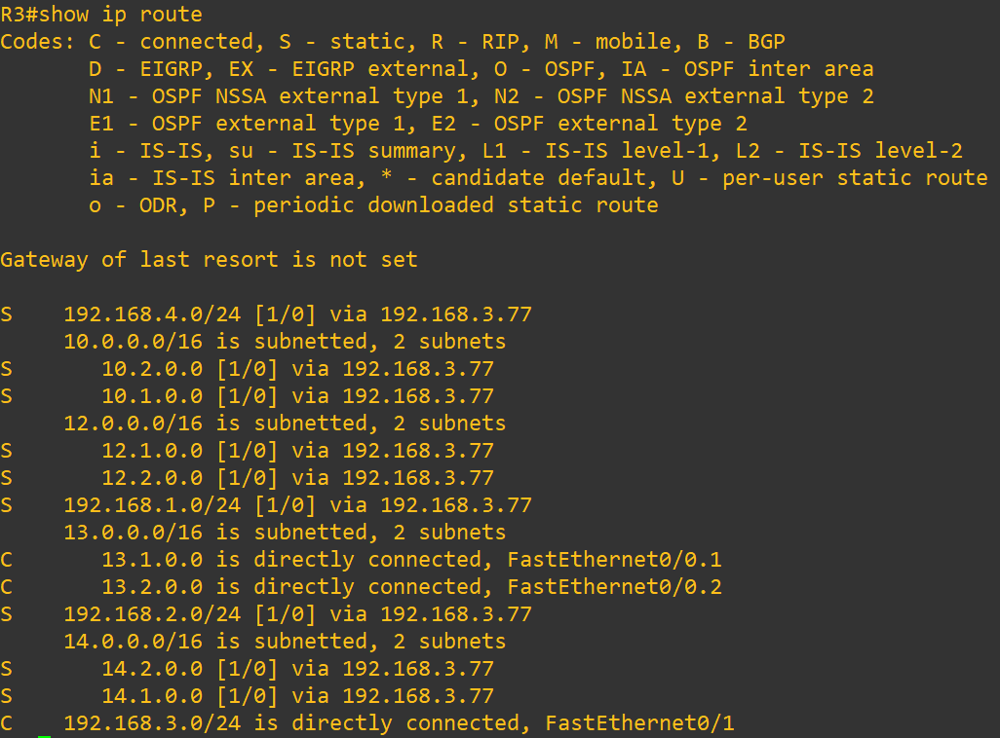 R3#show ip route
Codes: C - connected, S - static, R - RIP, M - mobile, B - BGP
       D - EIGRP, EX - EIGRP external, O - OSPF, IA - OSPF inter area
       N1 - OSPF NSSA external type 1, N2 - OSPF NSSA external type 2
       E1 - OSPF external type 1, E2 - OSPF external type 2
       i - IS-IS, su - IS-IS summary, L1 - IS-IS level-1, L2 - IS-IS level-2
       ia - IS-IS inter area, * - candidate default, U - per-user static route
       o - ODR, P - periodic downloaded static route

Gateway of last resort is not set

S    192.168.4.0/24 [1/0] via 192.168.3.77
     10.0.0.0/16 is subnetted, 2 subnets
S       10.2.0.0 [1/0] via 192.168.3.77
S       10.1.0.0 [1/0] via 192.168.3.77
     12.0.0.0/16 is subnetted, 2 subnets
S       12.1.0.0 [1/0] via 192.168.3.77
S       12.2.0.0 [1/0] via 192.168.3.77
S    192.168.1.0/24 [1/0] via 192.168.3.77
     13.0.0.0/16 is subnetted, 2 subnets
C       13.1.0.0 is directly connected, FastEthernet0/0.1
C       13.2.0.0 is directly connected, FastEthernet0/0.2
S    192.168.2.0/24 [1/0] via 192.168.3.77
     14.0.0.0/16 is subnetted, 2 subnets
S       14.2.0.0 [1/0] via 192.168.3.77
S       14.1.0.0 [1/0] via 192.168.3.77
C    192.168.3.0/24 is directly connected, FastEthernet0/1